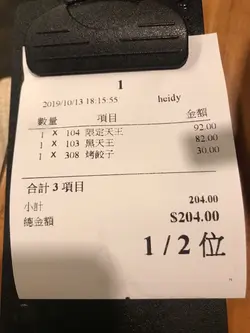 1
2019/10/13 18:15:55 heidy
數量 項目 金額
1 X 104 限定天王 92.00
1 X 103 黑天王 82.00
1 X 308 烤餃子 30.00
合計 3 項目
小計 204.00
總金額 $204.00
1 / 2 位